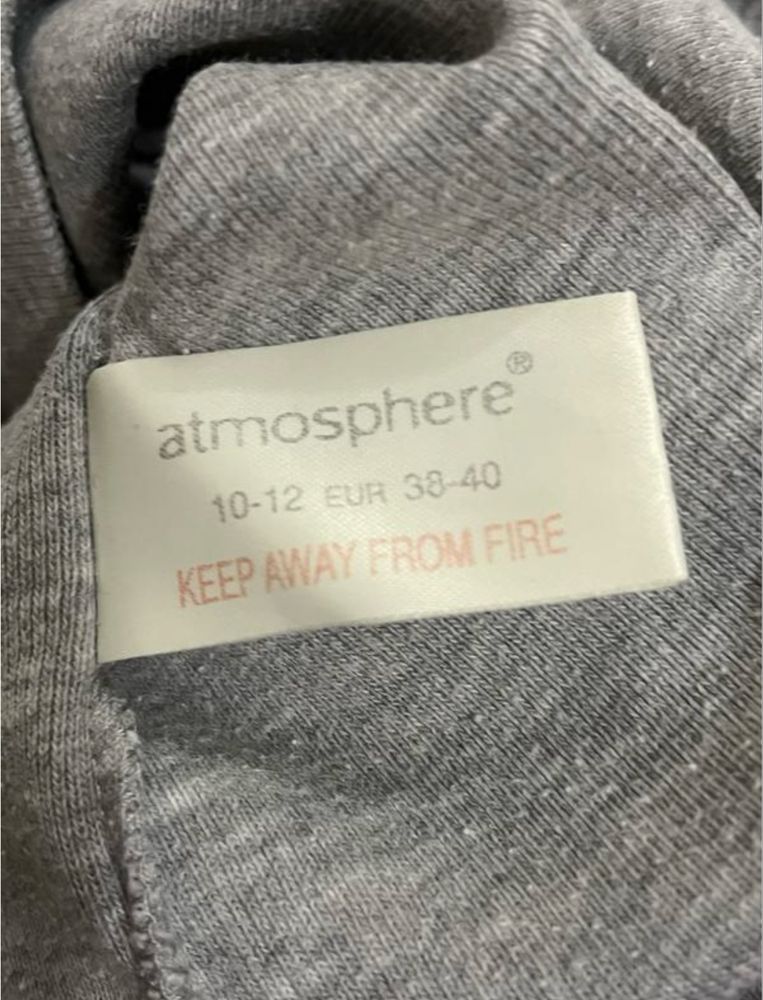 atmosphere®
10-12 EUR 38-40
KEEP AWAY FROM FIRE